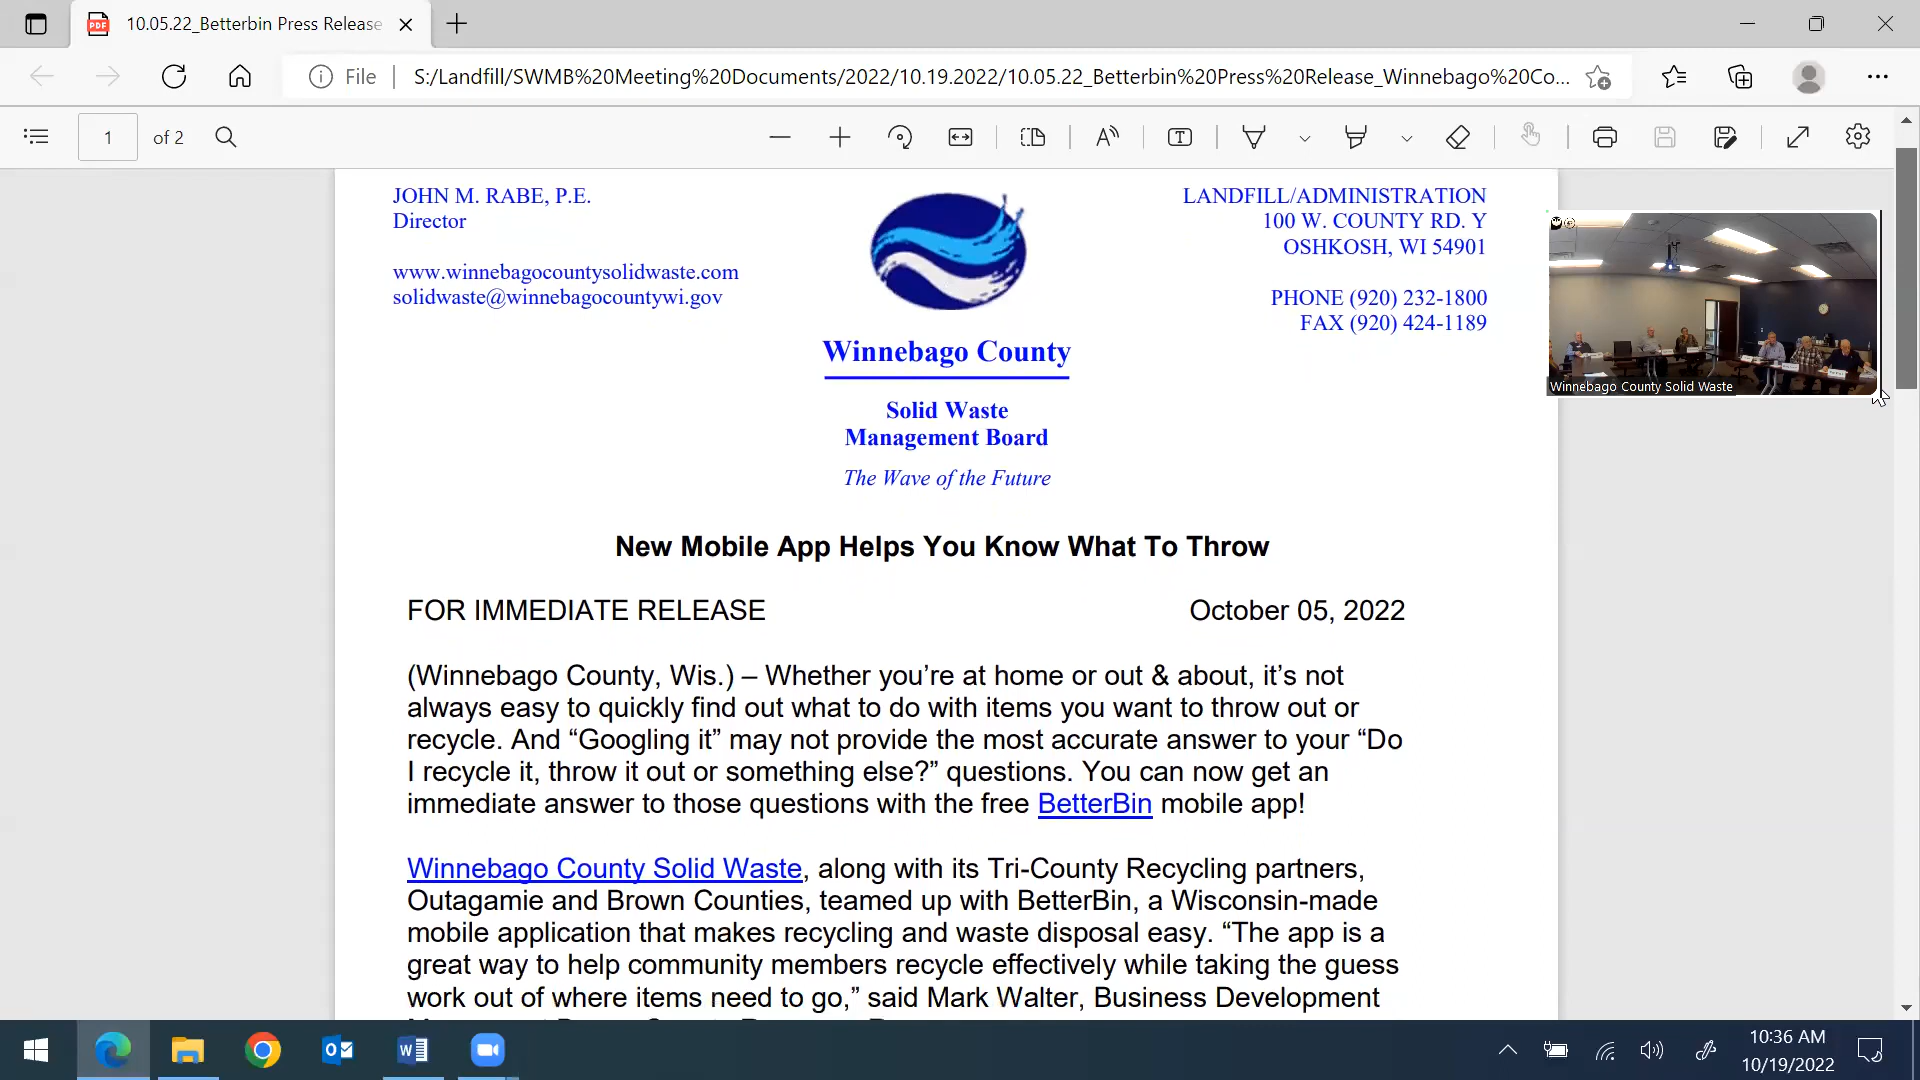 10.05.22_Betterbin Press Release
File
S:/Landfill/SWMB%20Meeting%20Documents/2022/10.19.2022/10.05.22_Betterbin%20Press%20Release_Winnebago%20Co...
1 of 2
JOHN M. RABE, P.E.
Director
www.winnebagocountysolidwaste.com
solidwaste@winnebagocountywi.gov
LANDFILL/ADMINISTRATION
100 W. COUNTY RD. Y
OSHKOSH, WI 54901
PHONE (920) 232-1800
FAX (920) 424-1189
Winnebago County Solid Waste
Winnebago County
Solid Waste
Management Board
The Wave of the Future
New Mobile App Helps You Know What To Throw
FOR IMMEDIATE RELEASE October 05, 2022
(Winnebago County, Wis.) – Whether you’re at home or out & about, it’s not
always easy to quickly find out what to do with items you want to throw out or
recycle. And “Googling it” may not provide the most accurate answer to your “Do
I recycle it, throw it out or something else?” questions. You can now get an
immediate answer to those questions with the free BetterBin mobile app!
Winnebago County Solid Waste, along with its Tri-County Recycling partners,
Outagamie and Brown Counties, teamed up with BetterBin, a Wisconsin-made
mobile application that makes recycling and waste disposal easy. “The app is a
great way to help community members recycle effectively while taking the guess
work out of where items need to go,” said Mark Walter, Business Development
10:36 AM
10/19/2022